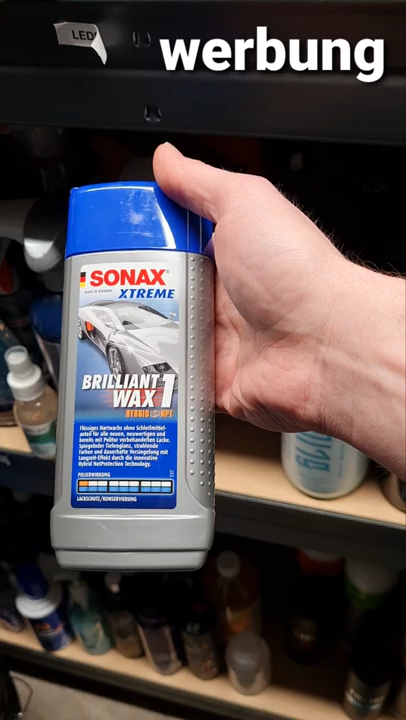 LEDI
werbung
SONAX
made in Germany
XTREME
BRILLIANT
WAX 1
HYBRID NPT
Flüssiges Hartwachs ohne Schleifmittel-
anteil für alle neuen, neuwertigen und
bereits mit Politur vorbehandelten Lacke.
Spiegelnder Tiefenglanz, strahlende
Farben und dauerhafte Versiegelung mit
Langzeit-Effekt durch die innovative
Hybrid NetProtection Technology.
POLIERWIRKUNG
LACKSCHUTZ/KONSERVIERUNG